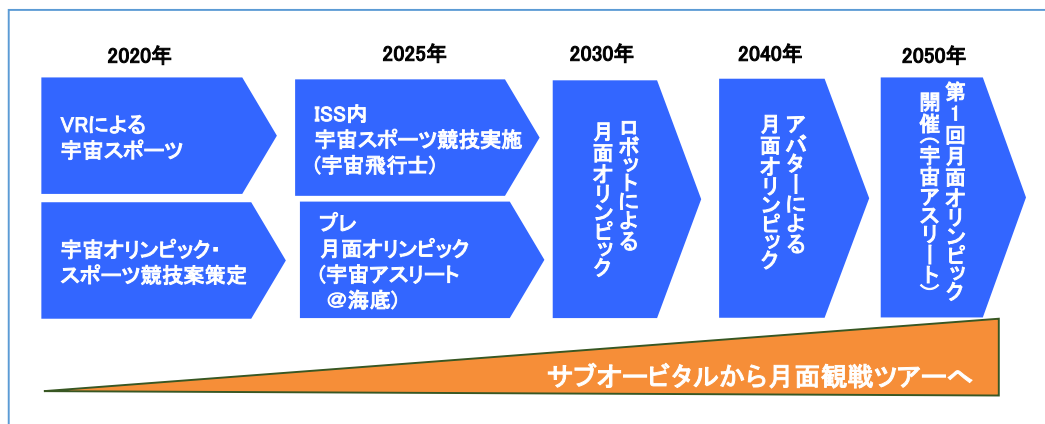 2020年
2025年
2030年
2040年
2050年
VRによる
宇宙スポーツ
宇宙オリンピック・
スポーツ競技案策定
ISS内
宇宙スポーツ競技実施
(宇宙飛行士)
プレ
月面オリンピック
(宇宙アスリート
@海底)
ロボットによる
月面オリンピック
アバターによる
月面オリンピック
第1回月面オリンピック
開催(宇宙アスリート)
サブオービタルから月面観戦ツアーへ